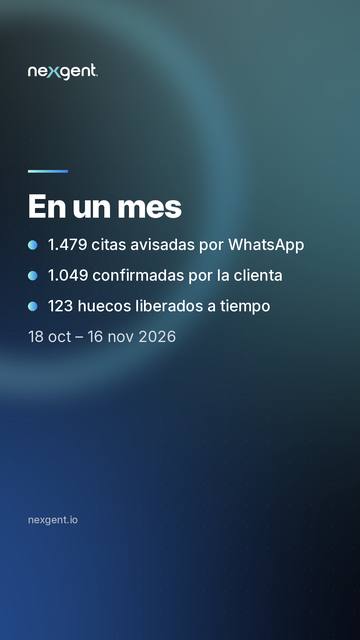 nexgent.
En un mes
1.479 citas avisadas por WhatsApp
1.049 confirmadas por la clienta
123 huecos liberados a tiempo
18 oct – 16 nov 2026
nexgent.io